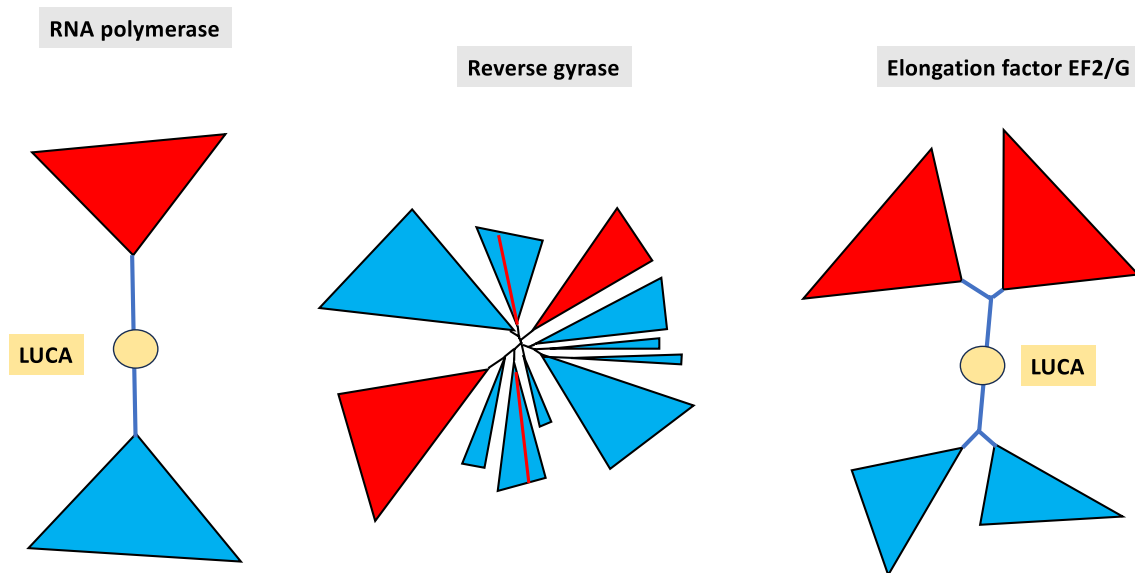 RNA polymerase
Reverse gyrase
Elongation factor EF2/G
LUCA
LUCA